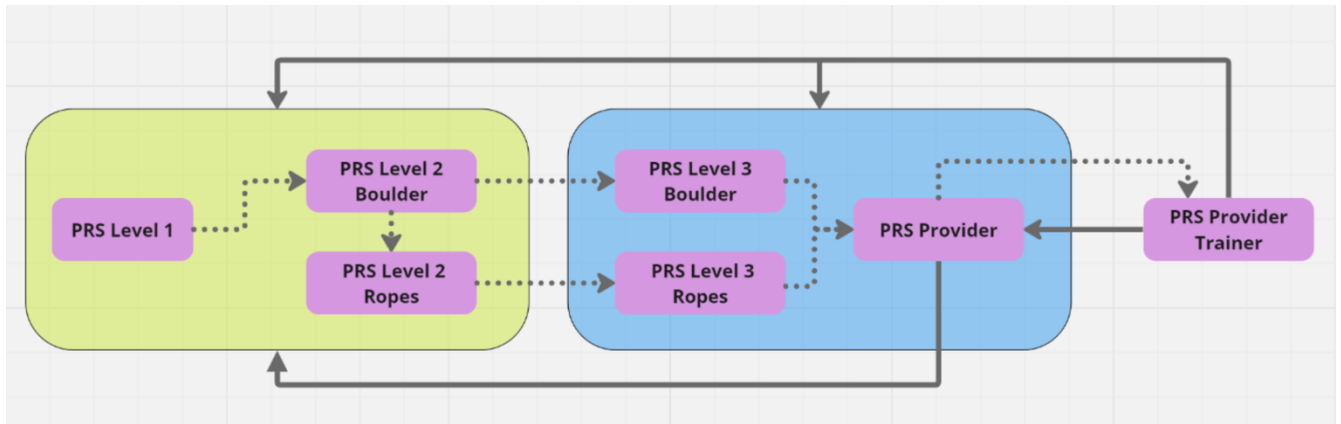 PRS Level 1
PRS Level 2
Boulder
PRS Level 2
Ropes
PRS Level 3
Boulder
PRS Level 3
Ropes
PRS Provider
PRS Provider
Trainer